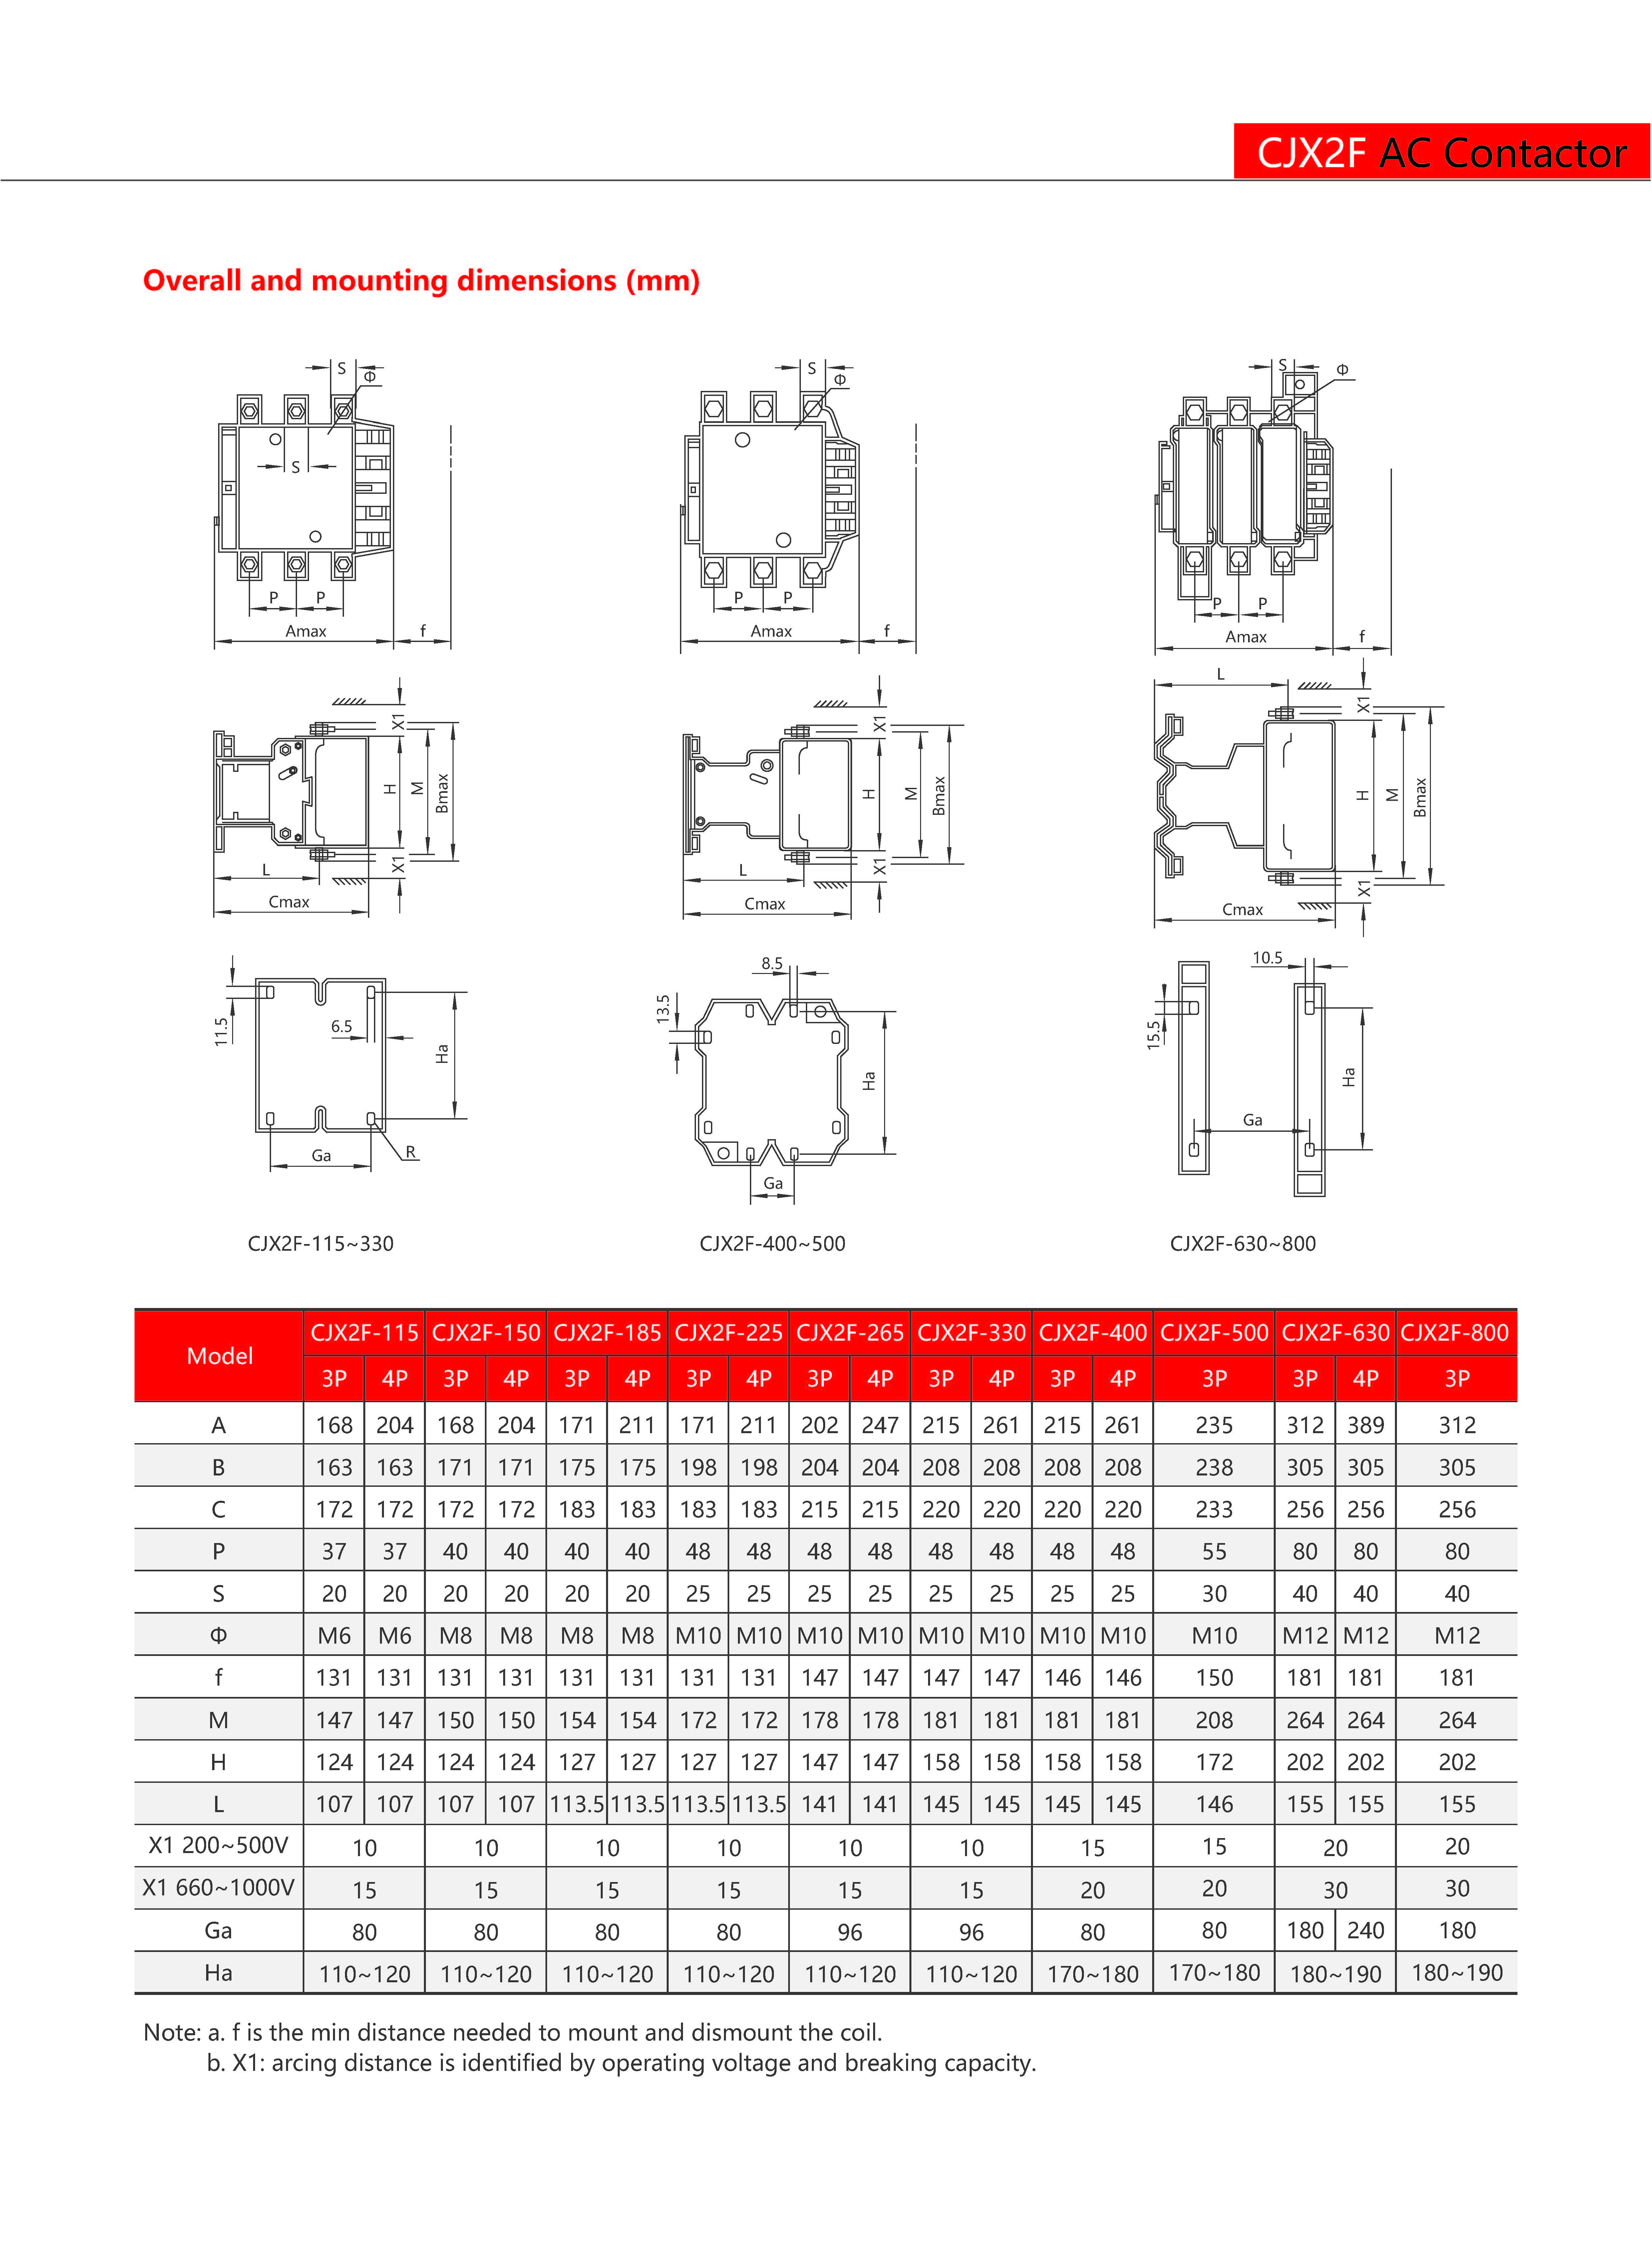 CJX2F AC Contactor
Overall and mounting dimensions (mm)
S Φ S Φ S Φ
S
P P P P P P
Amax f Amax f Amax f
L
X1 X1 X1
H M Bmax H M Bmax H M Bmax
X1 X1 X1
L L
Cmax Cmax Cmax
8.5 10.5
11.5 6.5 Ha 13.5 Ha 15.5 Ha
Ga R Ga Ga
CJX2F-115~330 CJX2F-400~500 CJX2F-630~800
Model CJX2F-115 CJX2F-150 CJX2F-185 CJX2F-225 CJX2F-265 CJX2F-330 CJX2F-400 CJX2F-500 CJX2F-630 CJX2F-800
3P 4P 3P 4P 3P 4P 3P 4P 3P 4P 3P 4P 3P 4P 3P 3P 4P 3P
A 168 204 168 204 171 211 171 211 202 247 215 261 215 261 235 312 389 312
B 163 163 171 171 175 175 198 198 204 204 208 208 208 208 238 305 305 305
C 172 172 172 172 183 183 183 183 215 215 220 220 220 220 233 256 256 256
P 37 37 40 40 40 40 48 48 48 48 48 48 48 48 55 80 80 80
S 20 20 20 20 20 20 25 25 25 25 25 25 25 25 30 40 40 40
Φ M6 M6 M8 M8 M8 M8 M10 M10 M10 M10 M10 M10 M10 M10 M10 M12 M12 M12
f 131 131 131 131 131 131 131 131 147 147 147 147 146 146 150 181 181 181
M 147 147 150 150 154 154 172 172 178 178 181 181 181 181 208 264 264 264
H 124 124 124 124 127 127 127 127 147 147 158 158 158 158 172 202 202 202
L 107 107 107 107 113.5 113.5 113.5 113.5 141 141 145 145 145 145 146 155 155 155
X1 200~500V 10 10 10 10 10 10 15 15 20 20
X1 660~1000V 15 15 15 15 15 15 20 20 30 30
Ga 80 80 80 80 96 96 80 80 180 240 180
Ha 110~120 110~120 110~120 110~120 110~120 110~120 170~180 170~180 180~190 180~190
Note: a. f is the min distance needed to mount and dismount the coil.
b. X1: arcing distance is identified by operating voltage and breaking capacity.